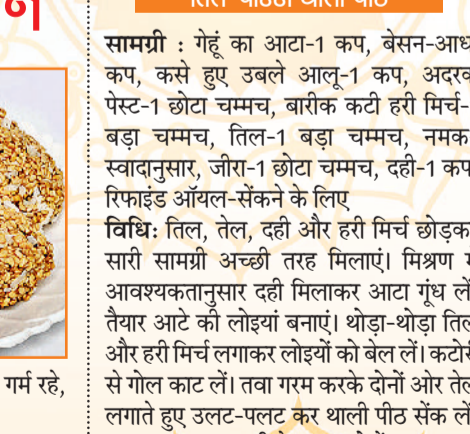 सामग्री : गेहूं का आटा-1 कप, बेसन-आध
कप, कसे हुए उबले आलू-1 कप, अदरक
पेस्ट-1 छोटा चम्मच, बारीक कटी हरी मिर्च-
बड़ा चम्मच, तिल-1 बड़ा चम्मच, नमक
स्वादानुसार, जीरा-1 छोटा चम्मच, दही-1 कप
रिफाइंड ऑयल-सेंकने के लिए
विधिः तिल, तेल, दही और हरी मिर्च छोड़क
सारी सामग्री अच्छी तरह मिलाएं। मिश्रण
आवश्यकतानुसार दही मिलाकर आटा गूंध लें
तैयार आटे की लोइयां बनाएं। थोड़ा-थोड़ा तिल
और हरी मिर्च लगाकर लोइयों को बेल लें। कटोरी
से गोल काट लें। तवा गरम करके दोनों ओर तेल
लगाते हुए उलट-पलट कर थाली पीठ सेंक लें
गर्म रहे,